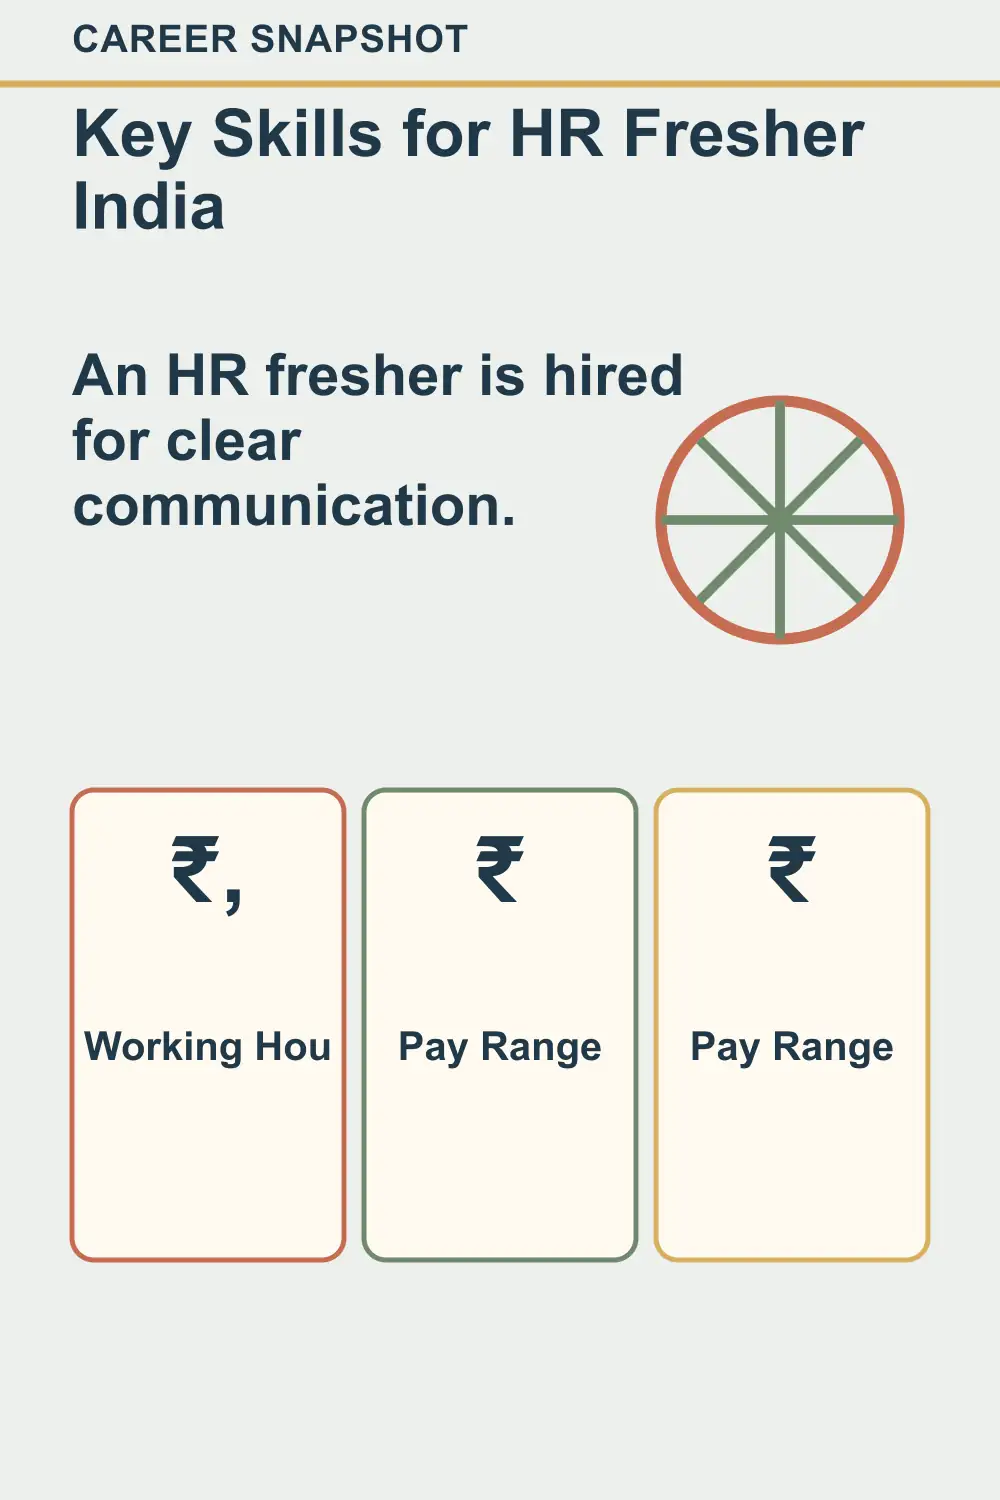 CAREER SNAPSHOT
Key Skills for HR Fresher
India
An HR fresher is hired
for clear
communication.
₹,
₹
₹
Working Hou
Pay Range
Pay Range